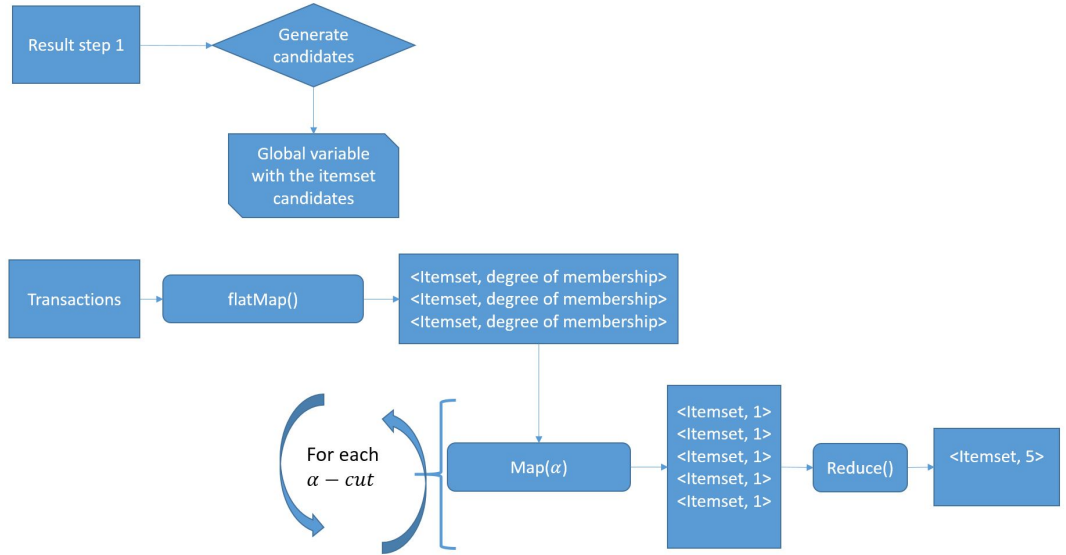 Result step 1
Generate
candidates
Global variable
with the itemset
candidates
Transactions
flatMap()
<Itemset, degree of membership>
<Itemset, degree of membership>
<Itemset, degree of membership>
For each
α − cut
Map(α)
<Itemset, 1>
<Itemset, 1>
<Itemset, 1>
<Itemset, 1>
<Itemset, 1>
Reduce()
<Itemset, 5>